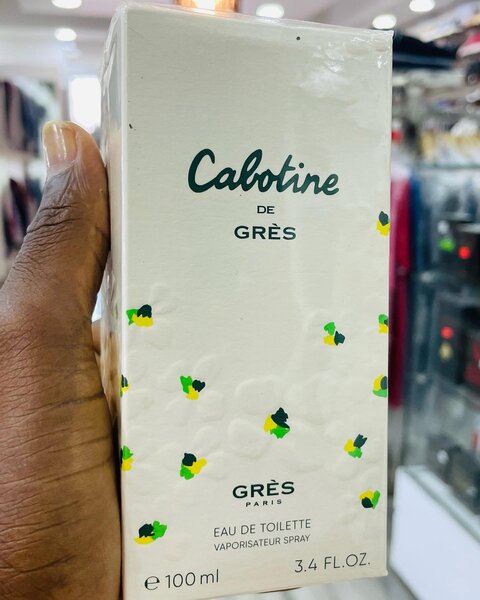 Cabotine
DE
GRÈS
GRÈS
PARIS
EAU DE TOILETTE
VAPORISATEUR SPRAY
℮ 100 ml 3.4 FL.OZ.